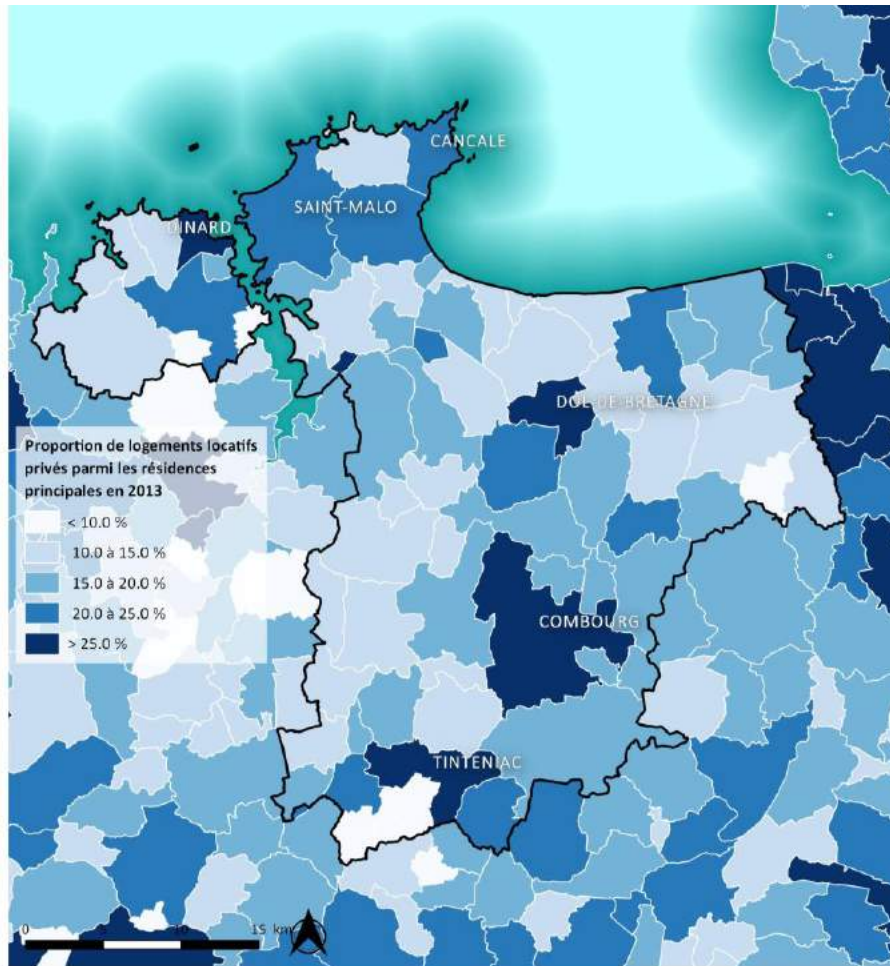 CANCALE
SAINT-MALO
DINARD
DOL-DE-BRETAGNE
Proportion de logements locatifs
privés parmi les résidences
principales en 2013
< 10.0 %
10.0 à 15.0 %
15.0 à 20.0 %
20.0 à 25.0 %
> 25.0 %
COMBOURG
TINTENIAC
0 5 10 15 km